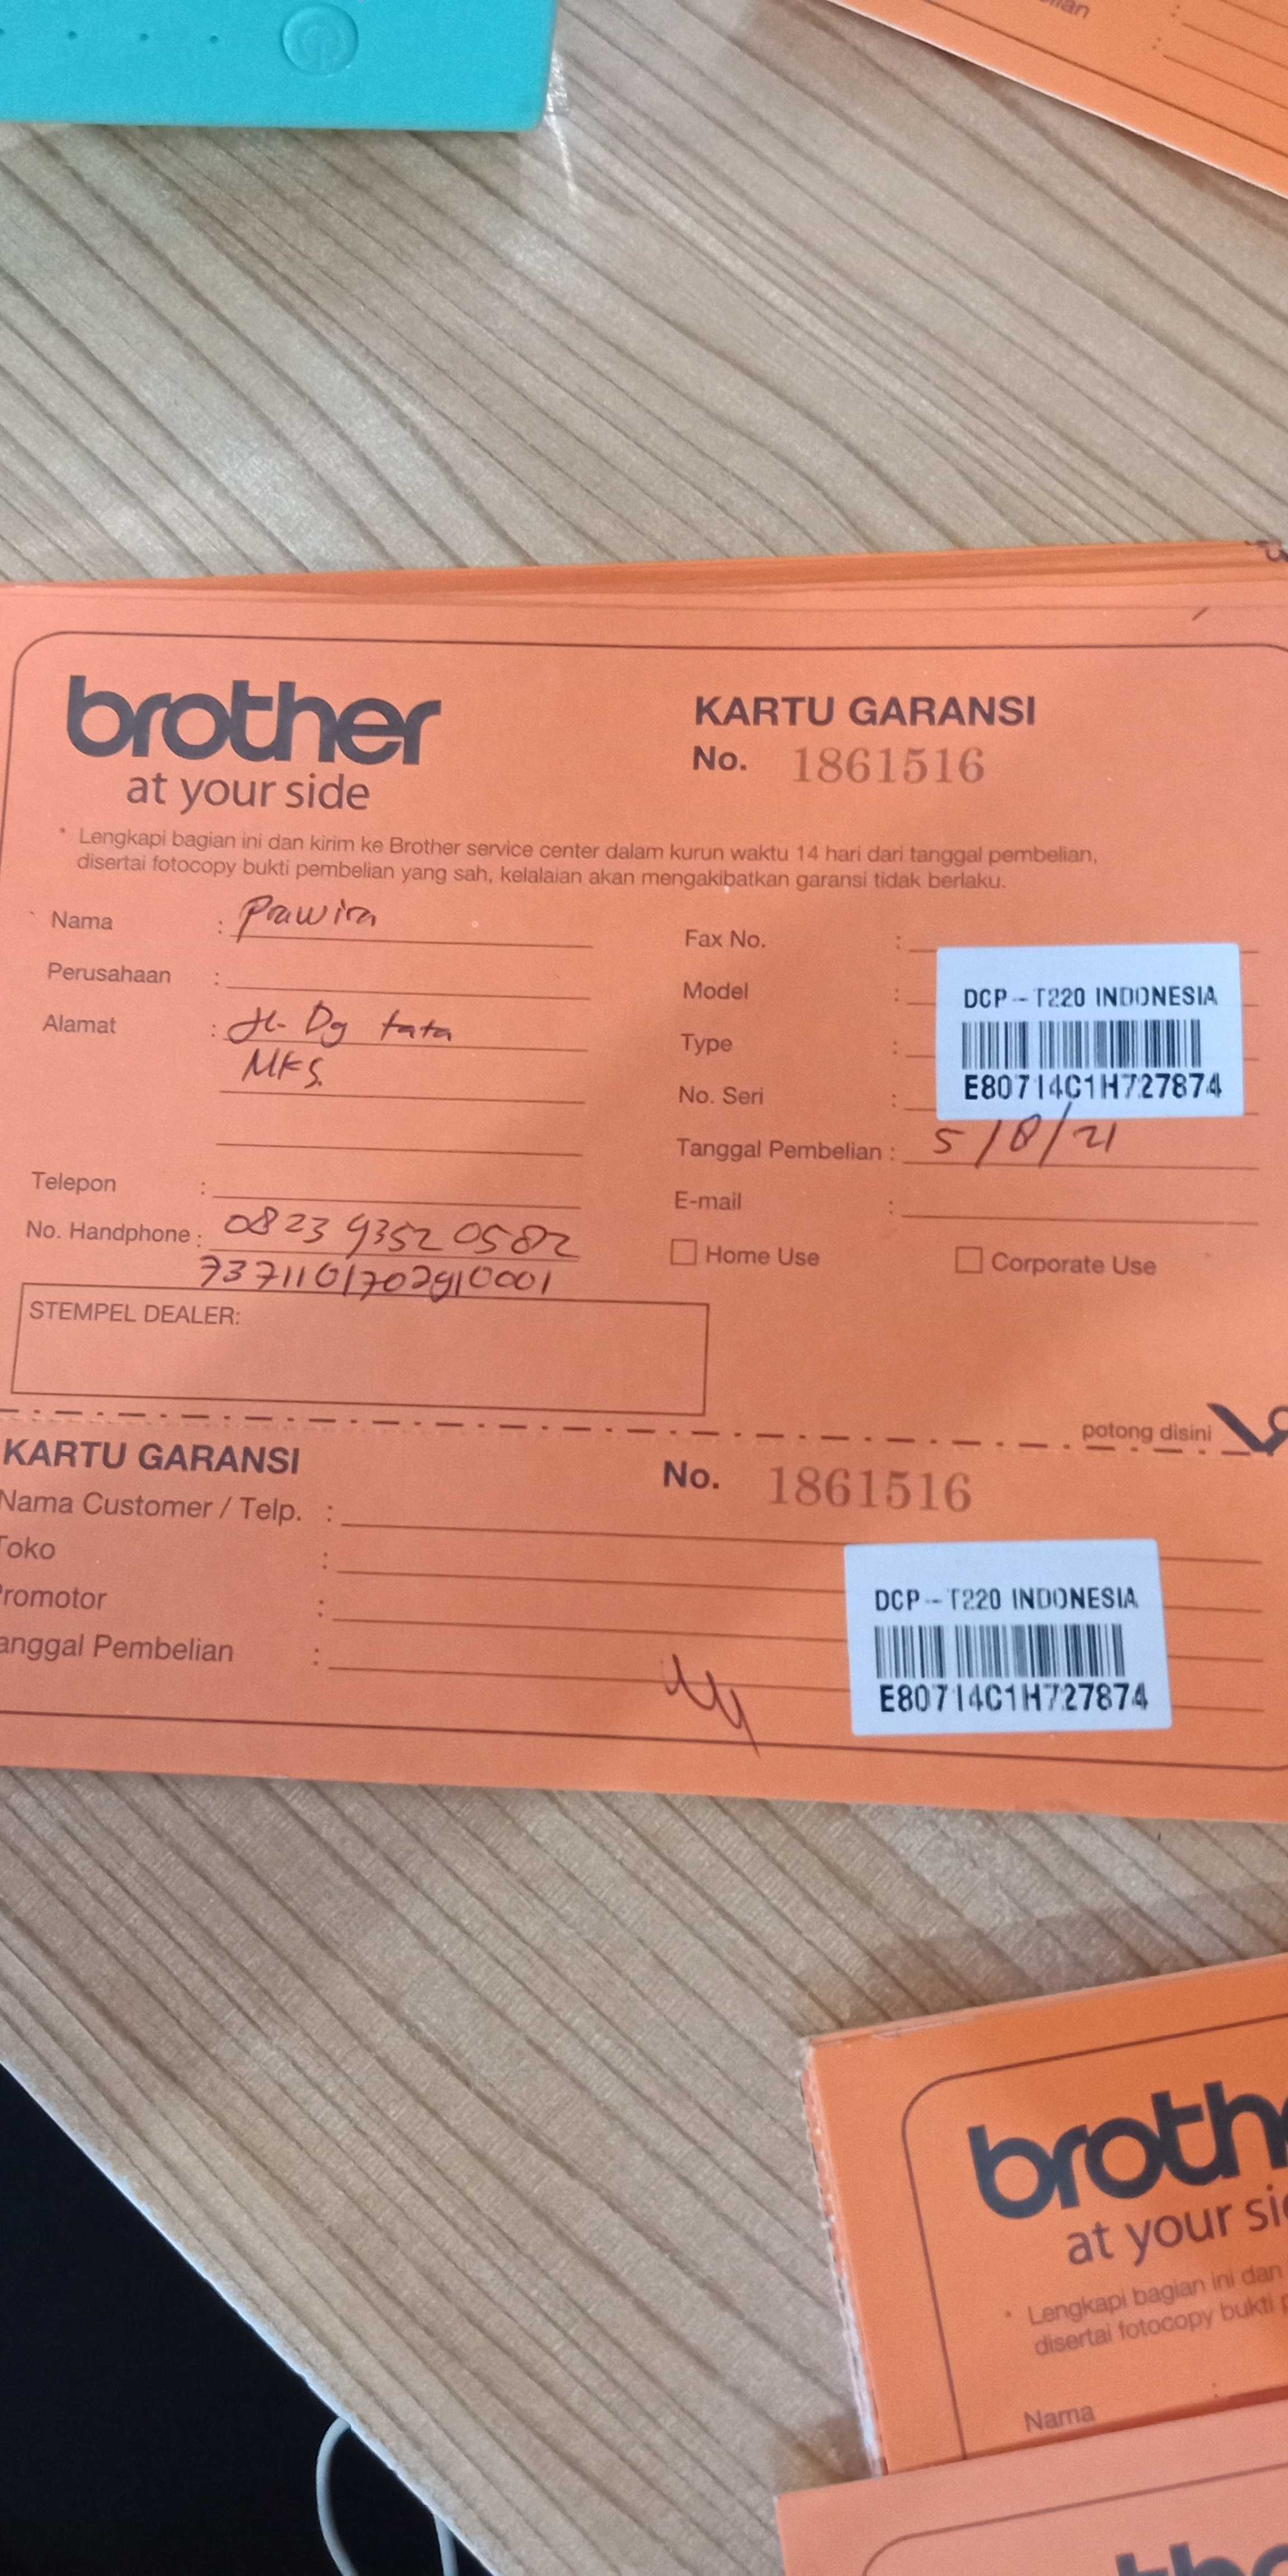 brother
at your side
KARTU GARANSI
No. 1861516
* Lengkapi bagian ini dan kirim ke Brother service center dalam kurun waktu 14 hari dari tanggal pembelian,
disertai fotocopy bukti pembelian yang sah, kelalaian akan mengakibatkan garansi tidak berlaku.
Nama : Prawira
Perusahaan :
Alamat : Jl. Dg tata
MKS.
Telepon :
No. Handphone : 0823 9352 0582
7371101702910001
STEMPEL DEALER:
Fax No. :
Model :
Type :
No. Seri :
DCP-T220 INDONESIA
E80714C1H727874
Tanggal Pembelian : 5/8/21
E-mail :
Home Use
Corporate Use
potong disini
KARTU GARANSI
No. 1861516
Nama Customer / Telp. :
Toko :
Promotor :
anggal Pembelian :
DCP-T220 INDONESIA
E80714C1H727874
broth
at your si
* Lengkapi bagian ini dan
disertai fotocopy bukti
Nama :